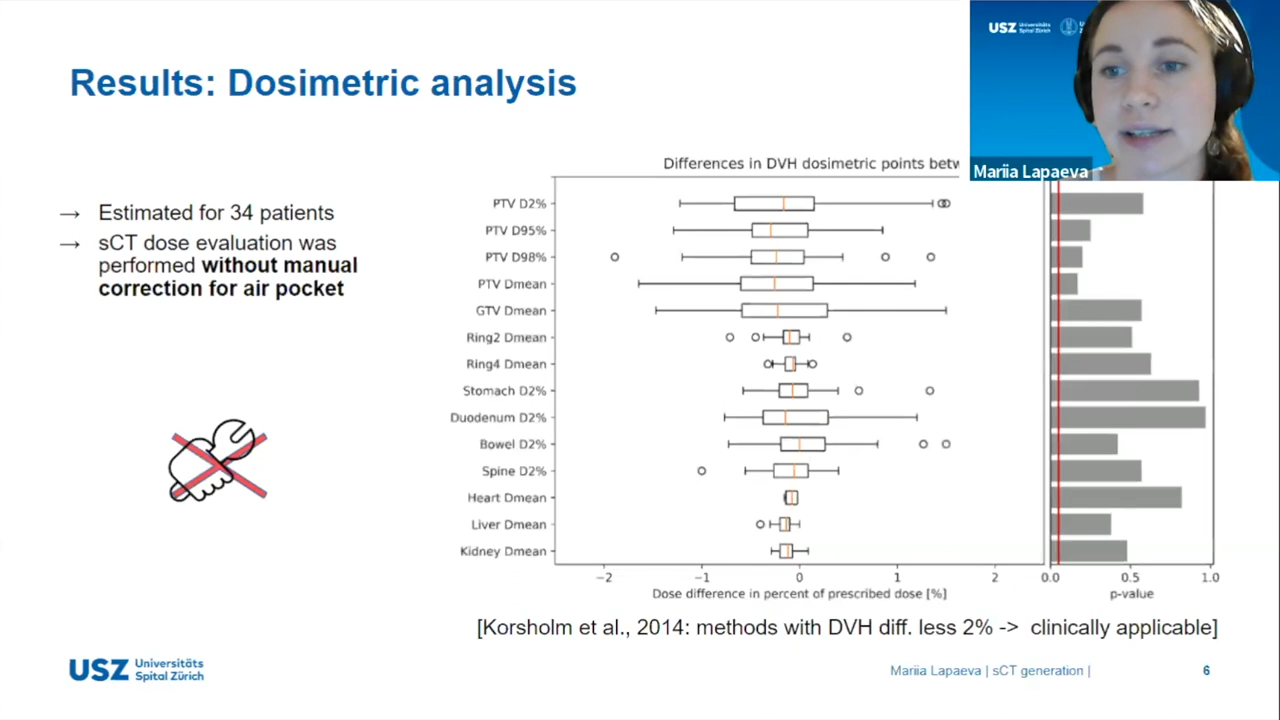 USZ Universitäts
Spital Zürich
Mariia Lapaeva
Results: Dosimetric analysis
→ Estimated for 34 patients
→ sCT dose evaluation was
performed without manual
correction for air pocket
Differences in DVH dosimetric points
PTV D2%
PTV D95%
PTV D98%
PTV Dmean
GTV Dmean
Ring2 Dmean
Ring4 Dmean
Stomach D2%
Duodenum D2%
Bowel D2%
Spine D2%
Heart Dmean
Liver Dmean
Kidney Dmean
−2 −1 0 1 2
Dose difference in percent of prescribed dose [%]
0.0 0.5 1.0
p-value
[Korsholm et al., 2014: methods with DVH diff. less 2% -> clinically applicable]
USZ Universitäts
Spital Zürich
Mariia Lapaeva | sCT generation |
6